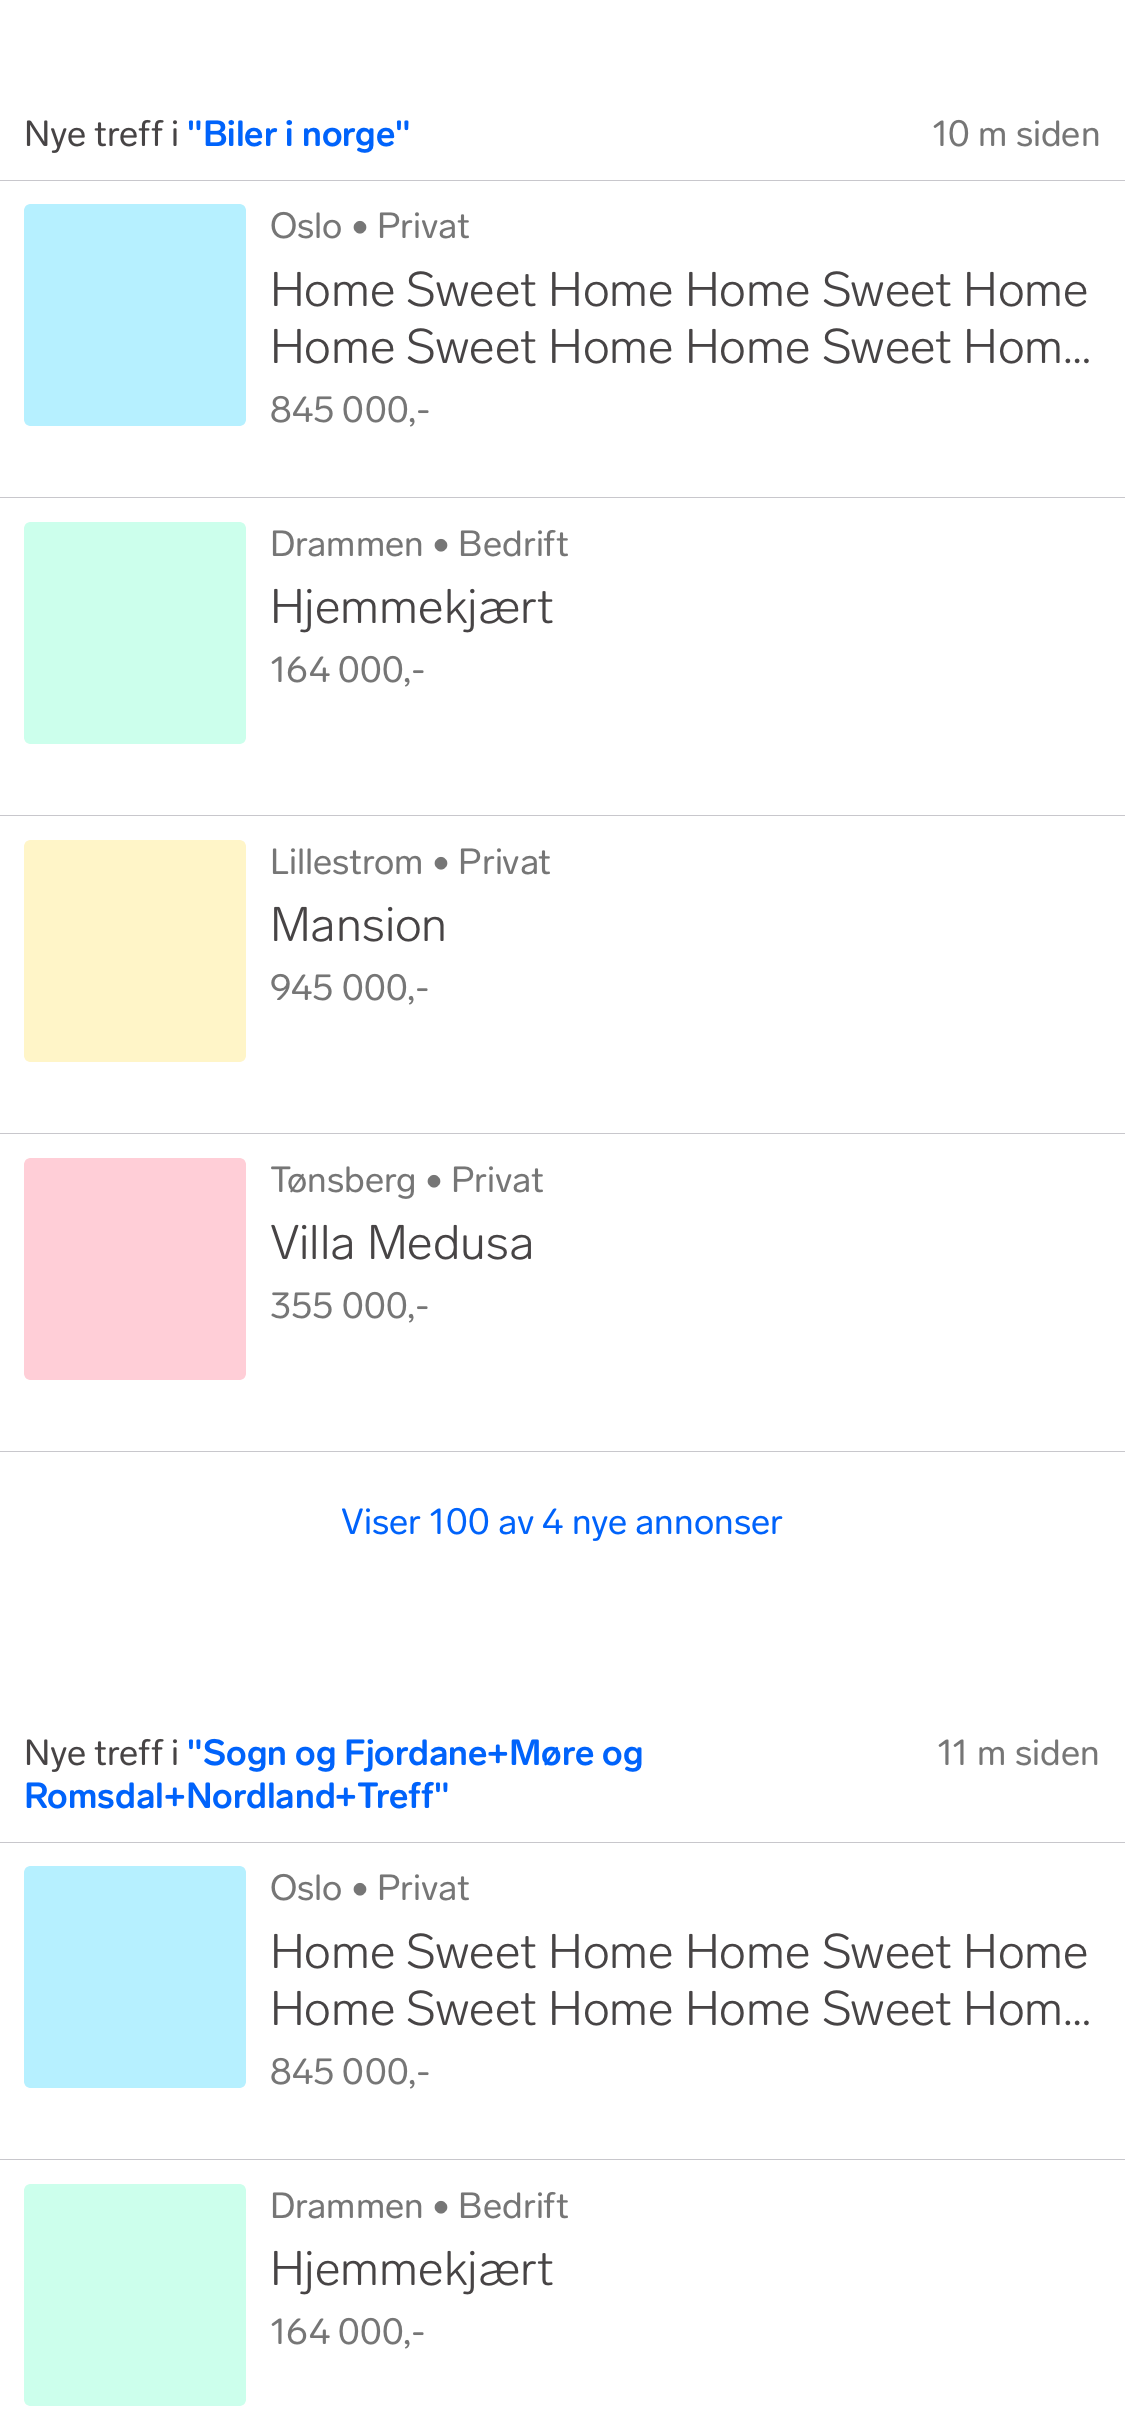 Nye treff i "Biler i norge"
10 m siden
Oslo • Privat
Home Sweet Home Home Sweet Home
Home Sweet Home Home Sweet Hom...
845 000,-
Drammen • Bedrift
Hjemmekjært
164 000,-
Lillestrom • Privat
Mansion
945 000,-
Tønsberg • Privat
Villa Medusa
355 000,-
Viser 100 av 4 nye annonser
Nye treff i "Sogn og Fjordane+Møre og
Romsdal+Nordland+Treff"
11 m siden
Oslo • Privat
Home Sweet Home Home Sweet Home
Home Sweet Home Home Sweet Hom...
845 000,-
Drammen • Bedrift
Hjemmekjært
164 000,-